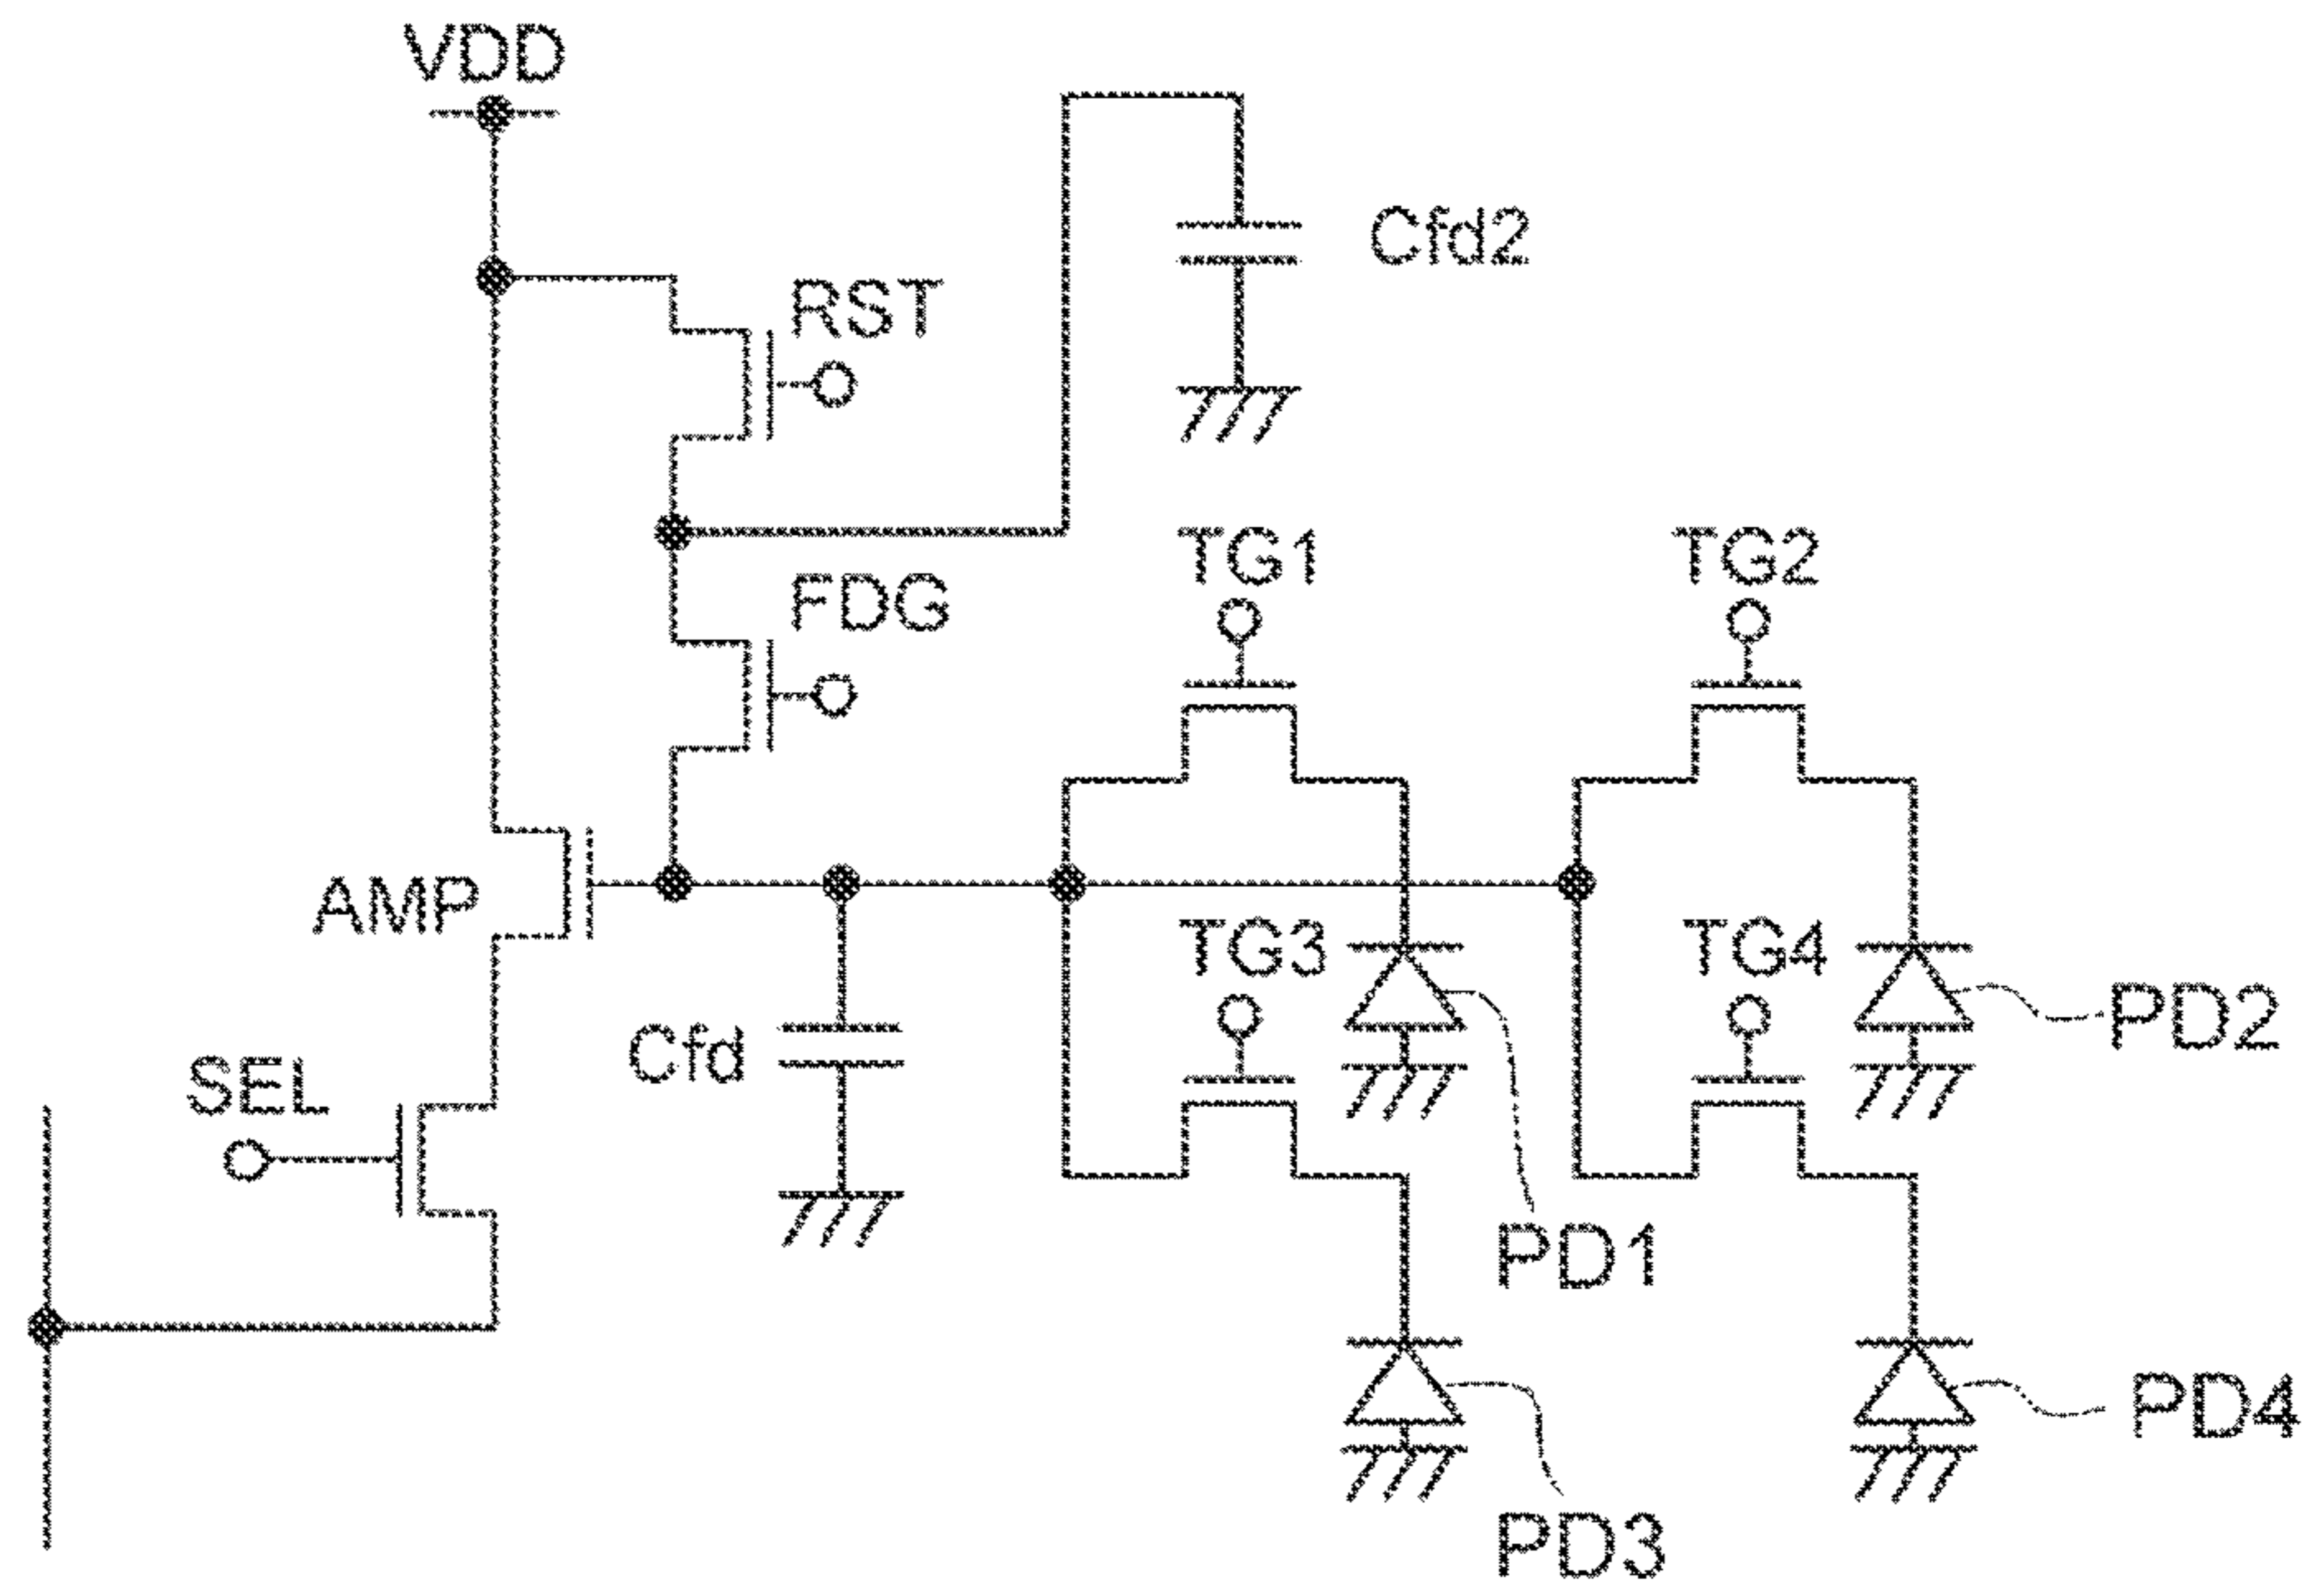 VDD
Cfd2
RST
TG1
TG2
FDG
AMP
TG3
TG4
PD2
Cfd
SEL
PD1
PD4
PD3